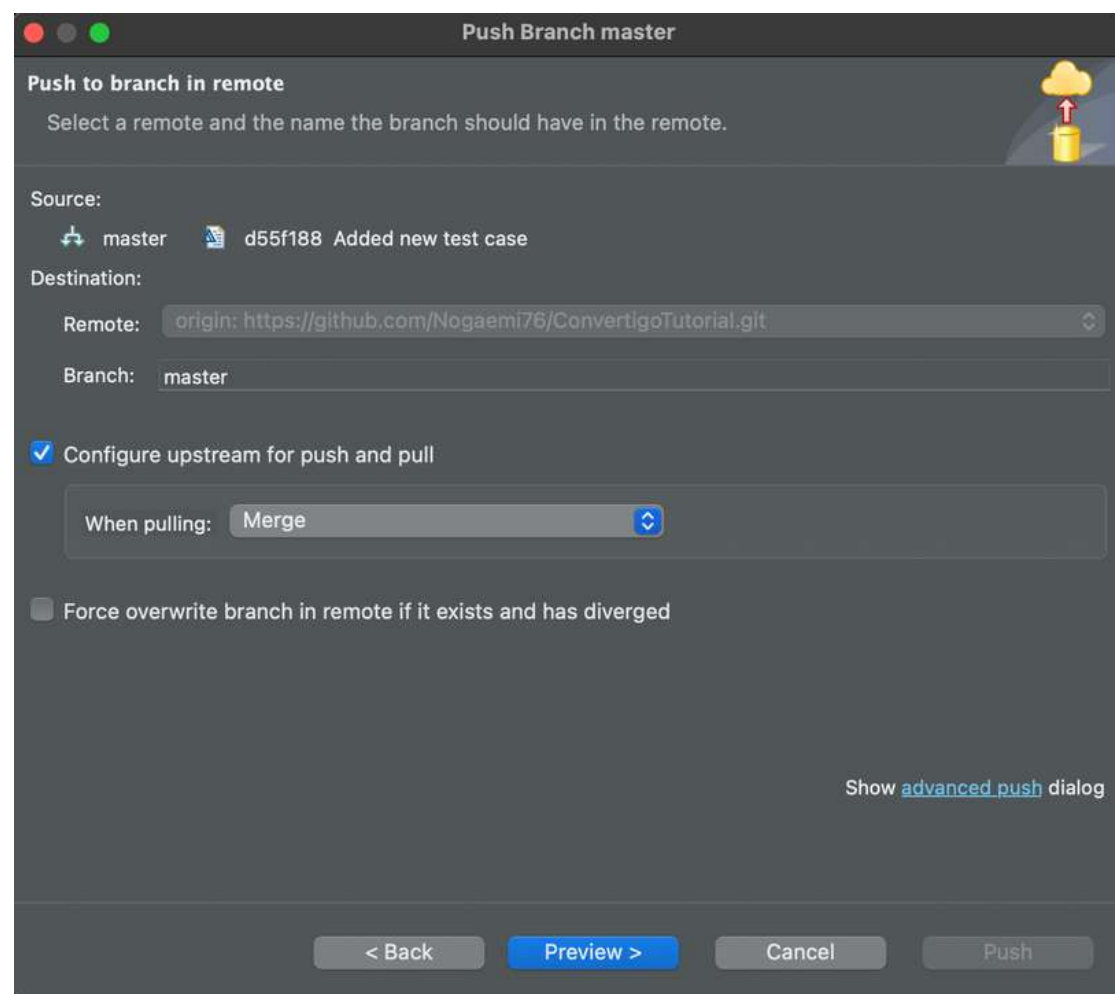 Push Branch master
Push to branch in remote
Select a remote and the name the branch should have in the remote.
Source:
master d55f188 Added new test case
Destination:
Remote: origin: https://github.com/Nogaemi76/ConvertigoTutorial.git
Branch: master
Configure upstream for push and pull
When pulling: Merge
Force overwrite branch in remote if it exists and has diverged
Show advanced push dialog
< Back Preview > Cancel Push